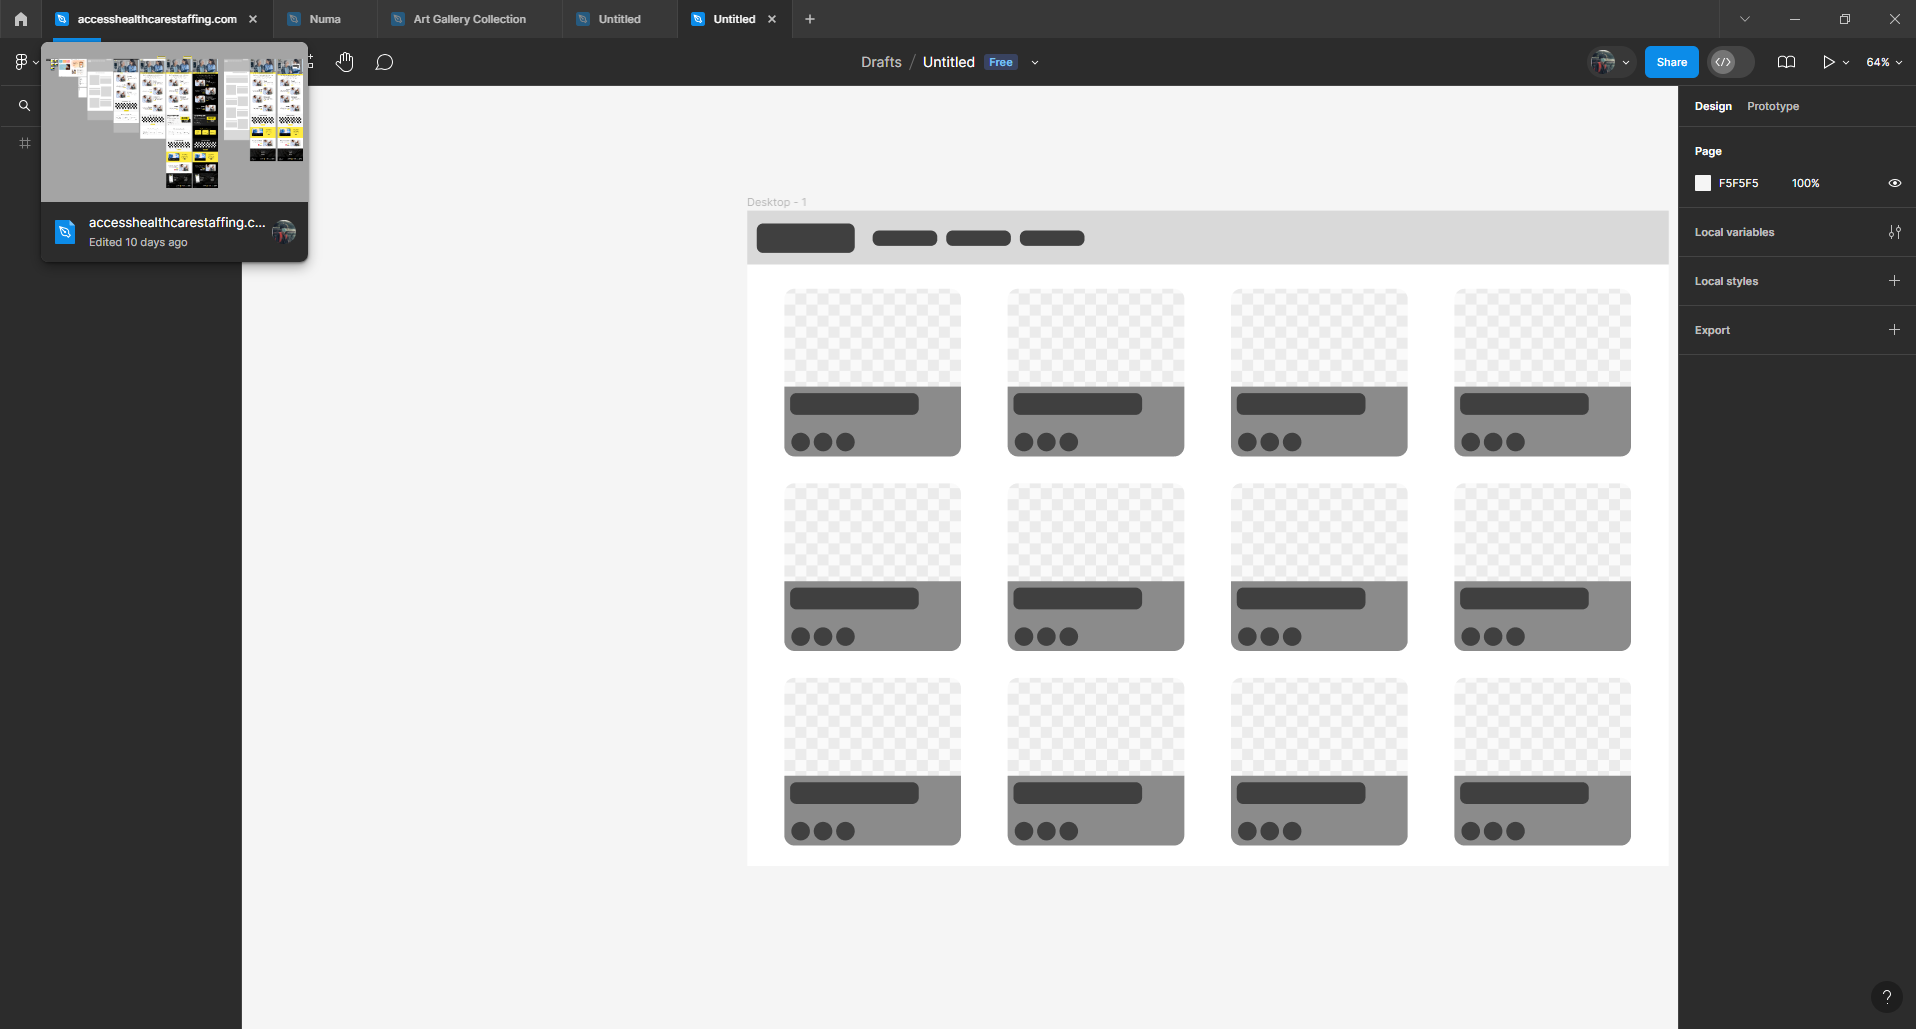 accesshealthcarestaffing.com
Numa
Art Gallery Collection
Untitled
Untitled
Drafts / Untitled Free
Share
64%
accesshealthcarestaffing.c...
Edited 10 days ago
Desktop - 1
Design Prototype
Page
F5F5F5 100%
Local variables
Local styles
Export
?